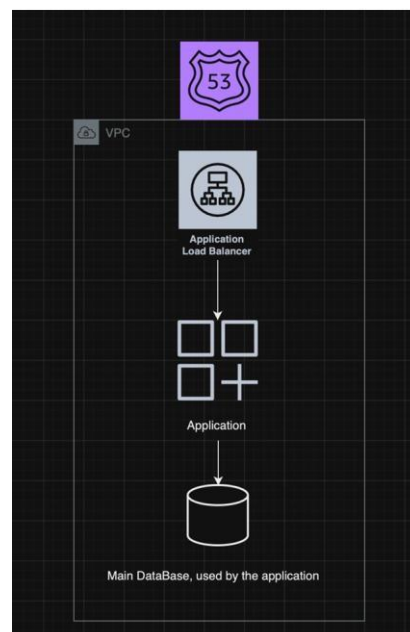 53
VPC
Application
Load Balancer
Application
Main DataBase, used by the application